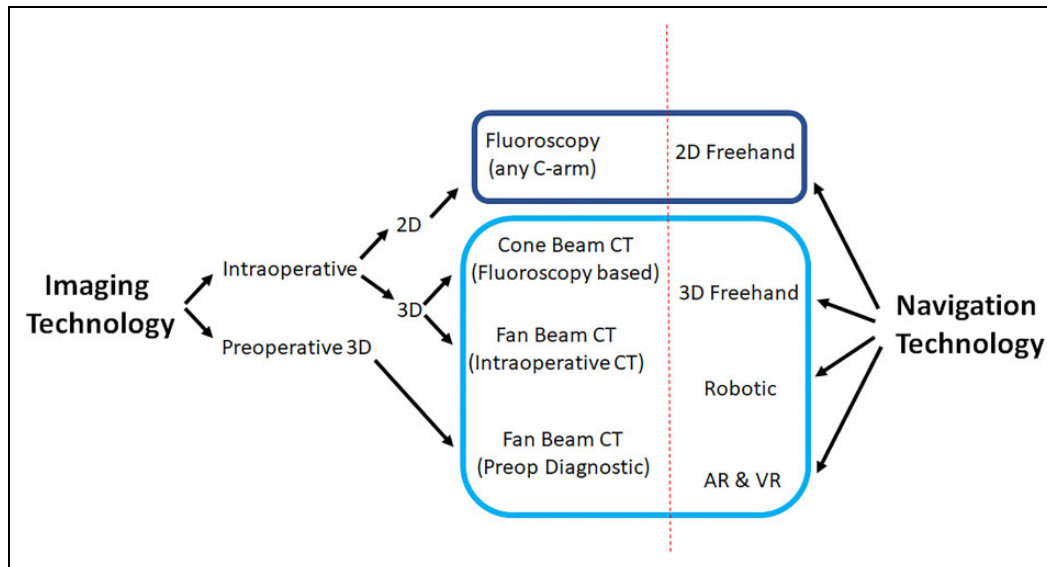 Imaging
Technology
Intraoperative
Preoperative 3D
2D
3D
Fluoroscopy
(any C-arm)
2D Freehand
Cone Beam CT
(Fluoroscopy based)
Fan Beam CT
(Intraoperative CT)
Fan Beam CT
(Preop Diagnostic)
3D Freehand
Robotic
AR & VR
Navigation
Technology